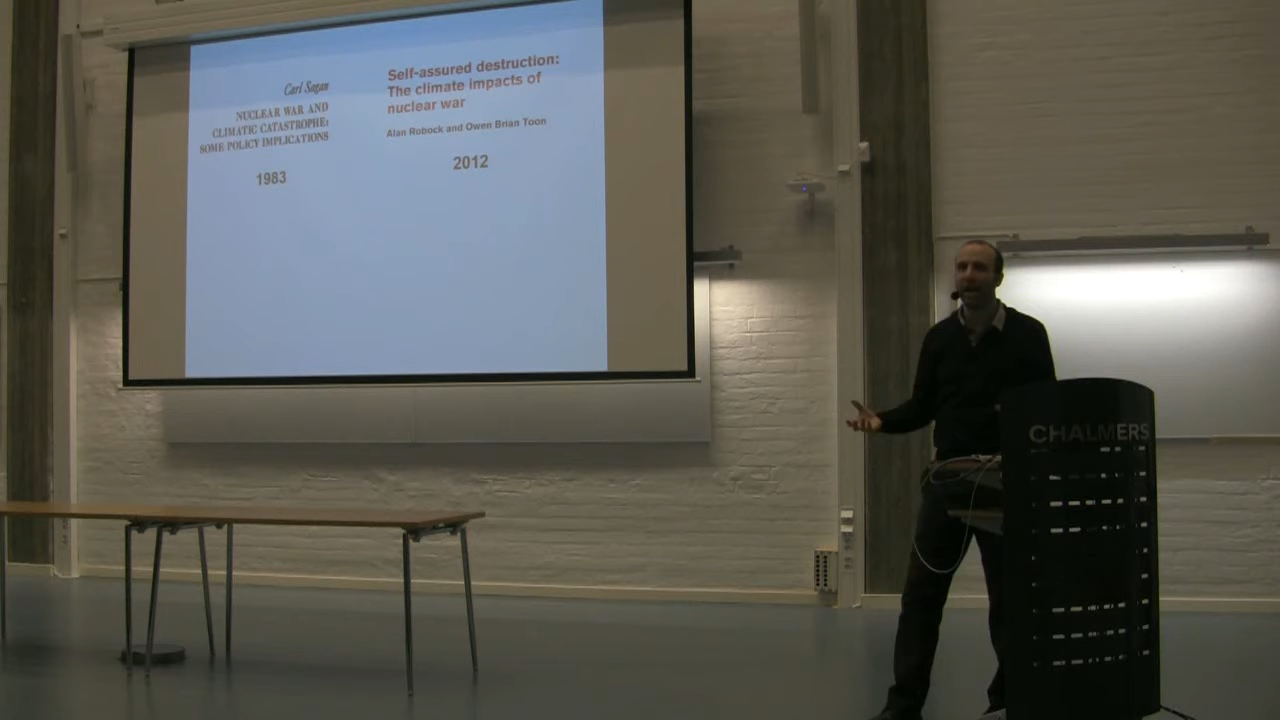 Carl Sagan
NUCLEAR WAR AND
CLIMATIC CATASTROPHE:
SOME POLICY IMPLICATIONS
1983
Self-assured destruction:
The climate impacts of
nuclear war
Alan Robock and Owen Brian Toon
2012
CHALMERS